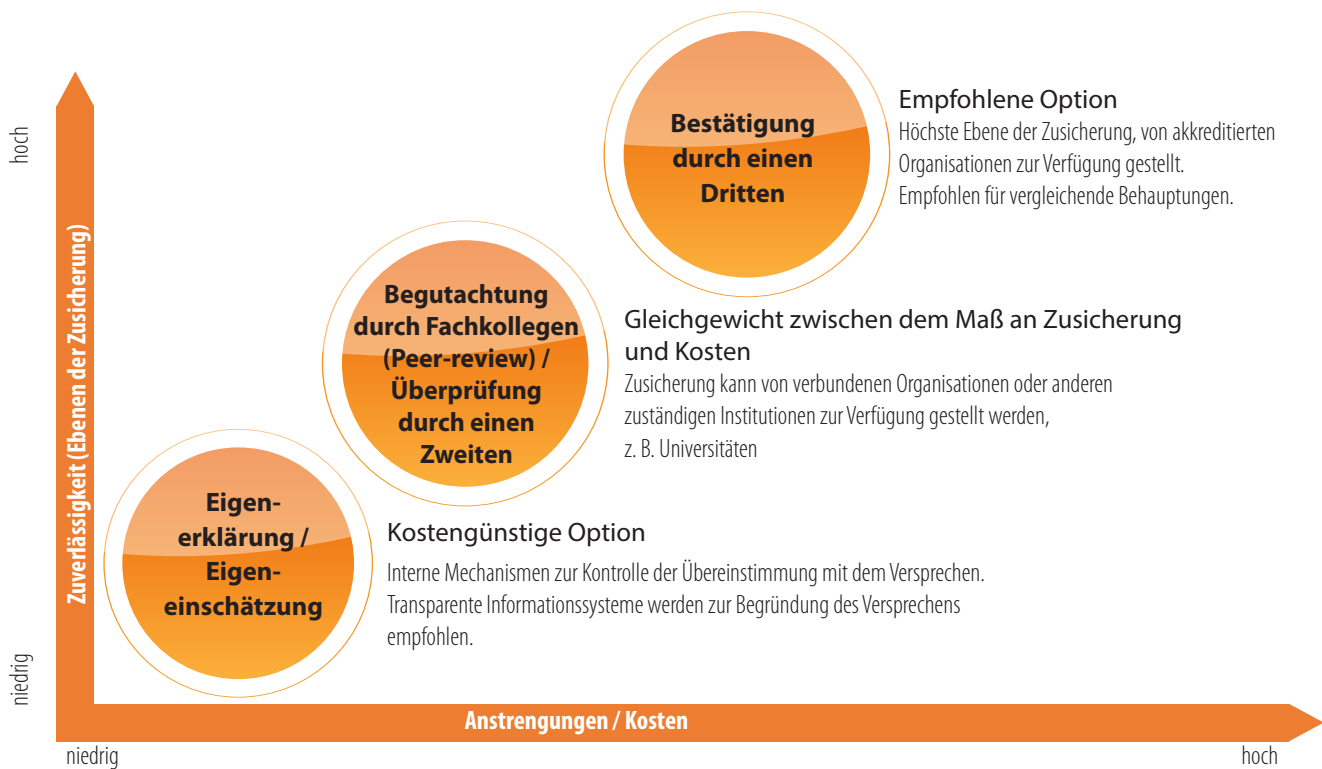 Bestätigung
durch einen
Dritten
Empfohlene Option
Höchste Ebene der Zusicherung, von akkreditierten
Organisationen zur Verfügung gestellt.
Empfohlen für vergleichende Behauptungen.
Begutachtung
durch Fachkollegen
(Peer-review) /
Überprüfung
durch einen
Zweiten
Gleichgewicht zwischen dem Maß an Zusicherung
und Kosten
Zusicherung kann von verbundenen Organisationen oder anderen
zuständigen Institutionen zur Verfügung gestellt werden,
z. B. Universitäten
Eigen-
erklärung /
Eigen-
einschätzung
Kostengünstige Option
Interne Mechanismen zur Kontrolle der Übereinstimmung mit dem Versprechen.
Transparente Informationssysteme werden zur Begründung des Versprechens
empfohlen.
hoch
Zuverlässigkeit (Ebenen der Zusicherung)
niedrig
Anstrengungen / Kosten
niedrig
hoch